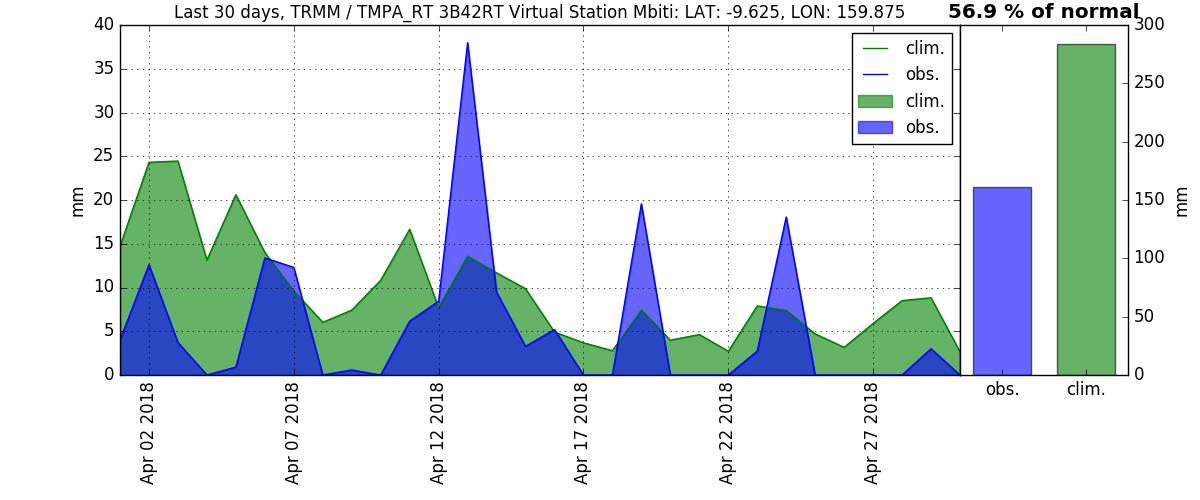 Last 30 days, TRMM / TMPA_RT 3B42RT Virtual Station Mbiti: LAT: -9.625, LON: 159.875
56.9 % of normal
40
35
30
25
20
15
10
5
0
mm
clim.
obs.
clim.
obs.
300
250
200
150
100
50
0
mm
Apr 02 2018
Apr 07 2018
Apr 12 2018
Apr 17 2018
Apr 22 2018
Apr 27 2018
obs.
clim.